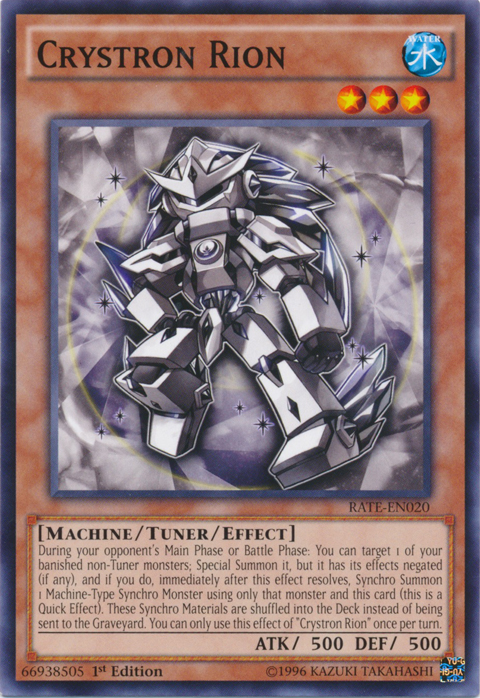 CRYSTRON RION
WATER
水
RATE-EN020
[MACHINE/TUNER/EFFECT]
During your opponent's Main Phase or Battle Phase: You can target 1 of your
banished non-Tuner monsters; Special Summon it, but it has its effects negated
(if any), and if you do, immediately after this effect resolves, Synchro Summon
1 Machine-Type Synchro Monster using only that monster and this card (this is a
Quick Effect). These Synchro Materials are shuffled into the Deck instead of being
sent to the Graveyard. You can only use this effect of "Crystron Rion" once per turn.
ATK/ 500 DEF/ 500
66938505 1st Edition ©1996 KAZUKI TAKAHASHI